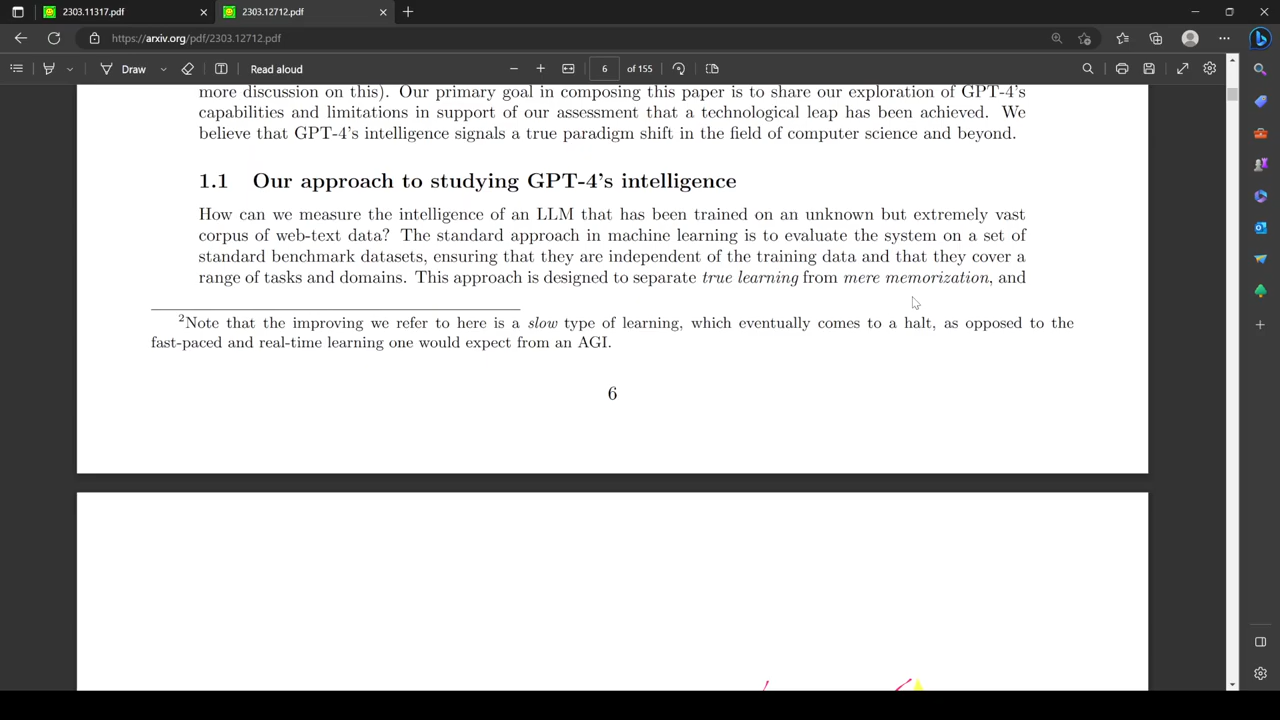 2303.11317.pdf
2303.12712.pdf
https://arxiv.org/pdf/2303.12712.pdf
Draw
Read aloud
6 of 155
more discussion on this). Our primary goal in composing this paper is to share our exploration of GPT-4's
capabilities and limitations in support of our assessment that a technological leap has been achieved. We
believe that GPT-4's intelligence signals a true paradigm shift in the field of computer science and beyond.
1.1 Our approach to studying GPT-4's intelligence
How can we measure the intelligence of an LLM that has been trained on an unknown but extremely vast
corpus of web-text data? The standard approach in machine learning is to evaluate the system on a set of
standard benchmark datasets, ensuring that they are independent of the training data and that they cover a
range of tasks and domains. This approach is designed to separate true learning from mere memorization, and
2Note that the improving we refer to here is a slow type of learning, which eventually comes to a halt, as opposed to the
fast-paced and real-time learning one would expect from an AGI.
6